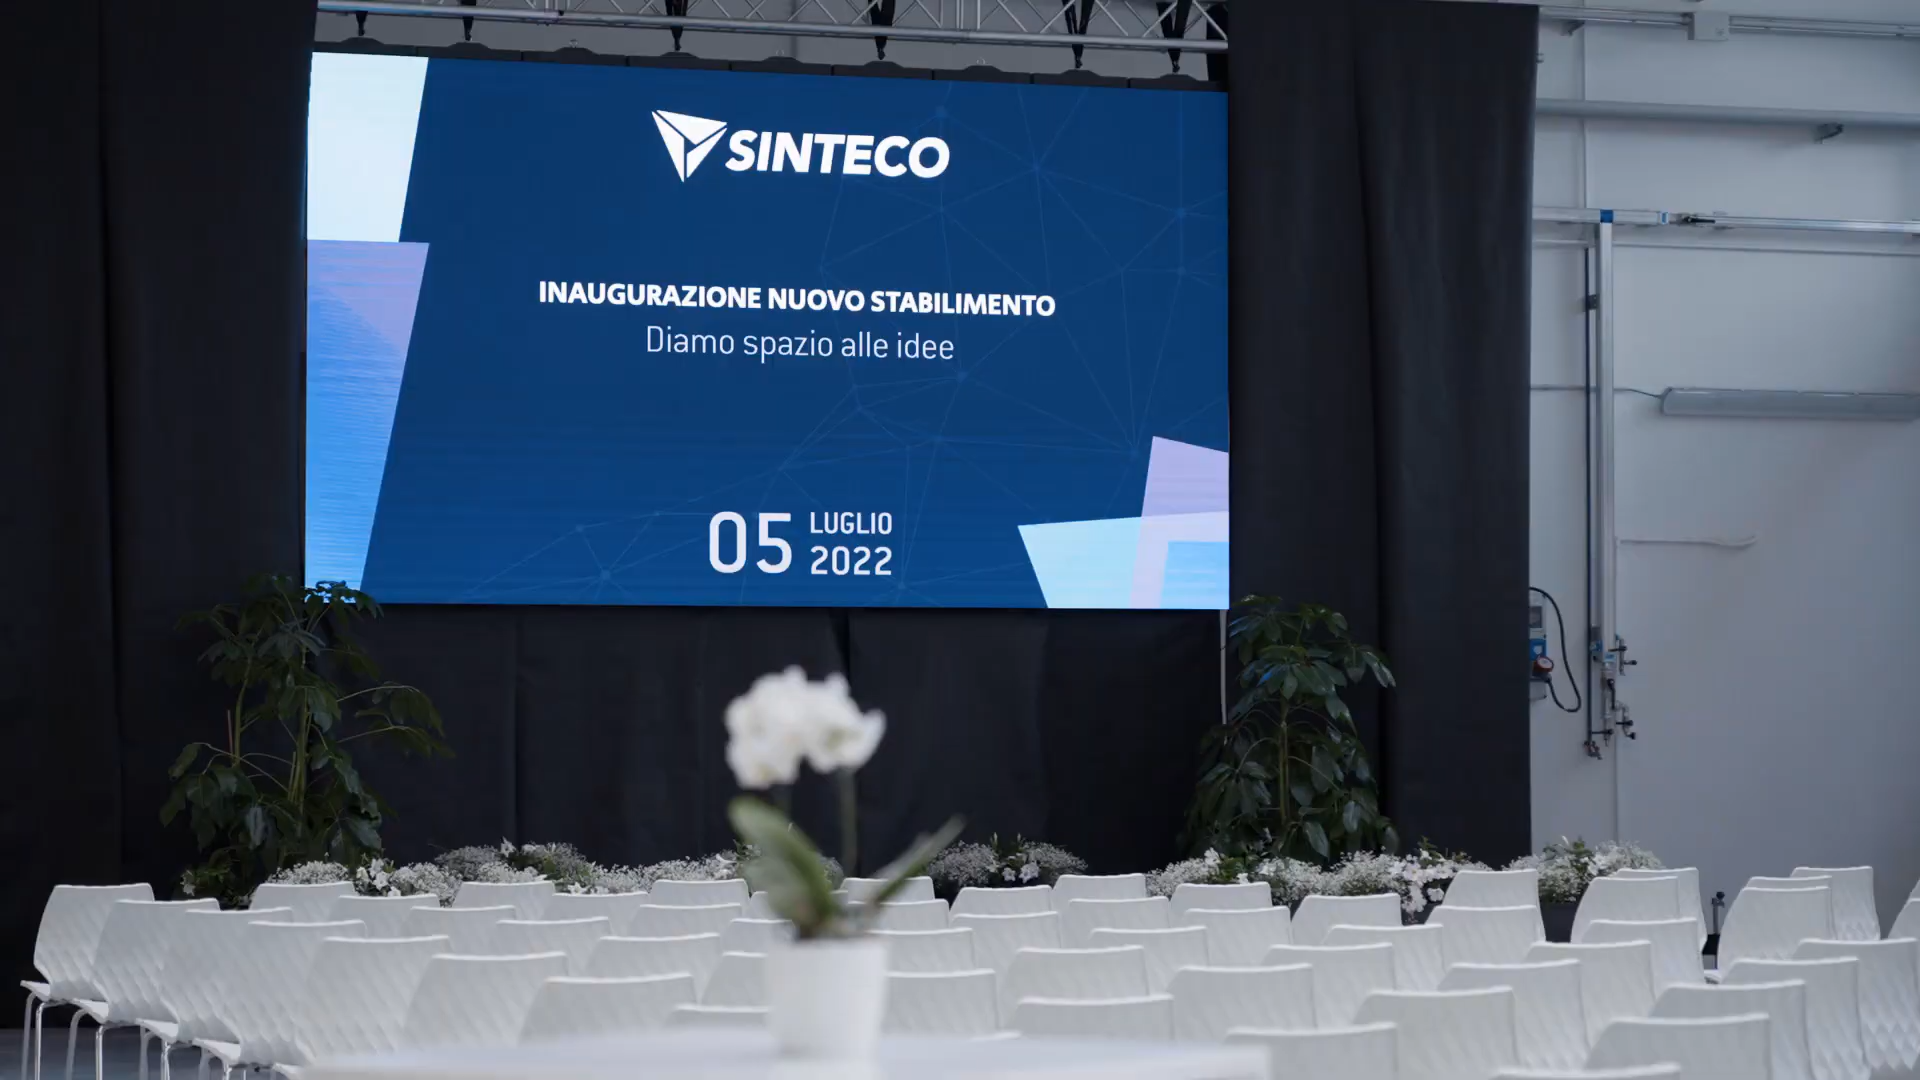 SINTECO
INAUGURAZIONE NUOVO STABILIMENTO
Diamo spazio alle idee
05 LUGLIO
2022